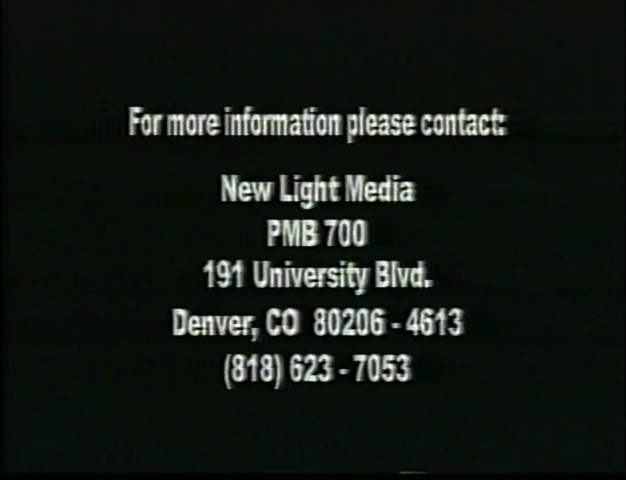 For more information please contact:
New Light Media
PMB 700
191 University Blvd.
Denver, CO 80206 - 4613
(818) 623 - 7053